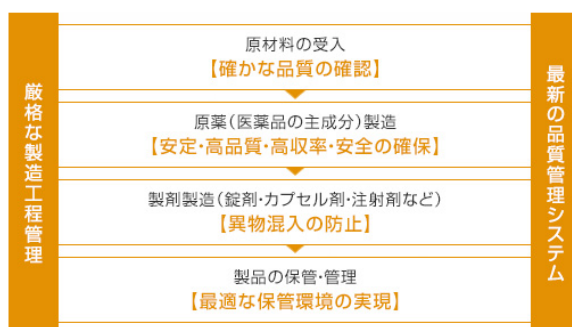 厳格な製造工程管理
原材料の受入
【確かな品質の確認】
原薬(医薬品の主成分)製造
【安定・高品質・高収率・安全の確保】
製剤製造(錠剤・カプセル剤・注射剤など)
【異物混入の防止】
製品の保管・管理
【最適な保管環境の実現】
最新の品質管理システム